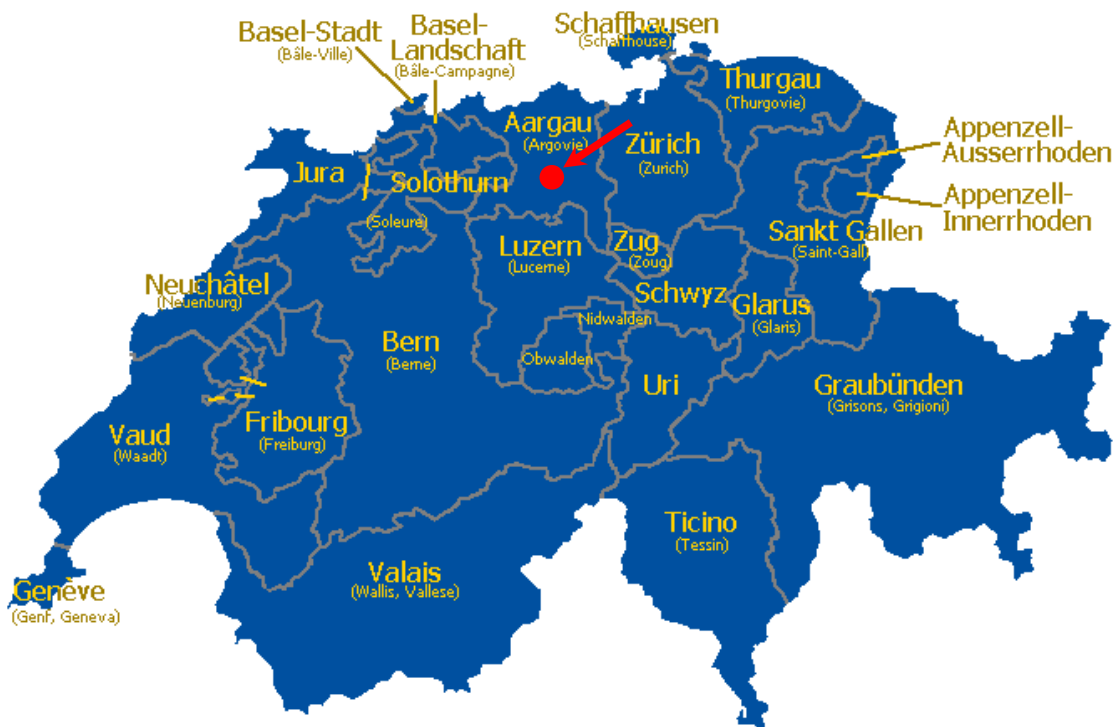 Basel-Stadt
(Bâle-Ville)
Basel-
Landschaft
(Bâle-Campagne)
Schaffhausen
(Schaffhouse)
Thurgau
(Thurgovie)
Aargau
(Argovie)
Zürich
(Zurich)
Appenzell-
Ausserrhoden
Appenzell-
Innerrhoden
Jura
Solothurn
(Soleure)
Luzern
(Lucerne)
Zug
(Zoug)
Sankt Gallen
(Saint-Gall)
Neuchâtel
(Neuenburg)
Schwyz
Glarus
(Glaris)
Nidwalden
Obwalden
Bern
(Berne)
Uri
Graubünden
(Grisons, Grigioni)
Fribourg
(Freiburg)
Vaud
(Waadt)
Ticino
(Tessin)
Valais
(Wallis, Vallese)
Genève
(Genf, Geneva)